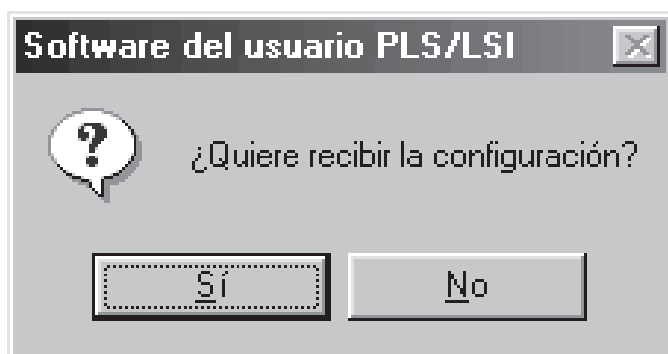 Software del usuario PLS/LSI
¿Quiere recibir la configuración?
Sí
No